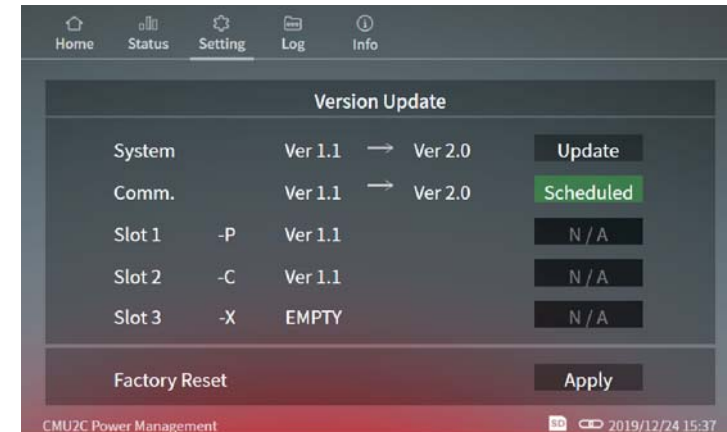 Home Status Setting Log Info
Version Update
System Ver 1.1 → Ver 2.0 Update
Comm. Ver 1.1 → Ver 2.0 Scheduled
Slot 1 -P Ver 1.1 N / A
Slot 2 -C Ver 1.1 N / A
Slot 3 -X EMPTY N / A
Factory Reset Apply
CMU2C Power Management SD 2019/12/24 15:37